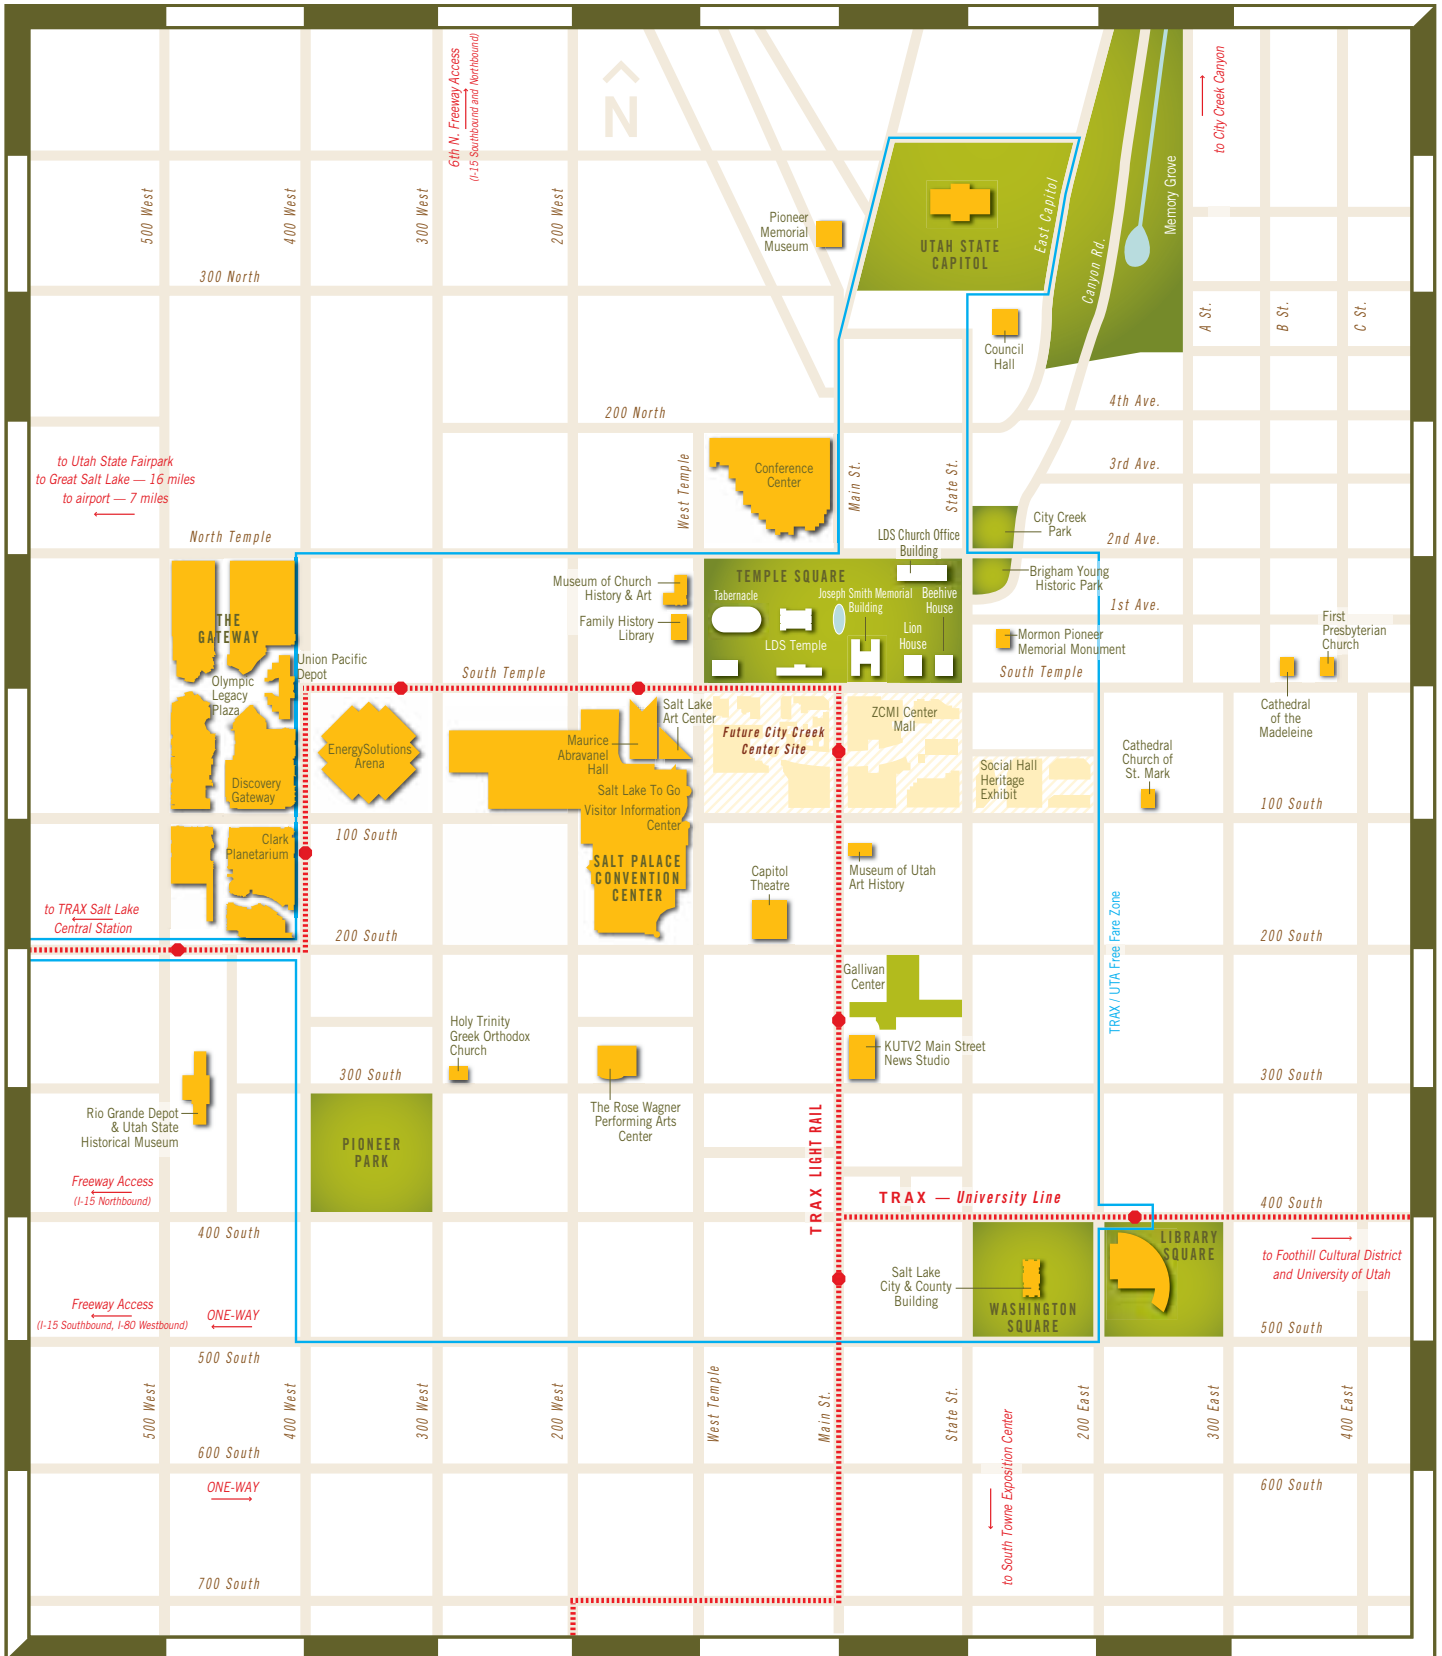 6th N. Freeway Access
(I-15 Southbound and Northbound)
to City Creek Canyon
N
500 West
400 West
300 West
200 West
Pioneer
Memorial
Museum
UTAH STATE
CAPITOL
East Capitol
Canyon Rd.
Memory Grove
300 North
A St.
B St.
C St.
Council
Hall
4th Ave.
200 North
3rd Ave.
to Utah State Fairpark
to Great Salt Lake — 16 miles
to airport — 7 miles
West Temple
Conference
Center
Main St.
State St.
City Creek
Park
North Temple
LDS Church Office
Building
2nd Ave.
TEMPLE SQUARE
Brigham Young
Historic Park
Museum of Church
History & Art
Tabernacle
Joseph Smith Memorial
Building
Beehive
House
1st Ave.
THE
GATEWAY
Family History
Library
LDS Temple
Lion
House
Mormon Pioneer
Memorial Monument
First
Presbyterian
Church
Union Pacific
Depot
South Temple
South Temple
Olympic
Legacy
Plaza
Salt Lake
Art Center
ZCMI Center
Mall
Cathedral
of the
Madeleine
Future City Creek
Center Site
EnergySolutions
Arena
Maurice
Abravanel
Hall
Cathedral
Church of
St. Mark
Social Hall
Heritage
Exhibit
Discovery
Gateway
Salt Lake To Go
Visitor Information
Center
100 South
100 South
Clark
Planetarium
SALT PALACE
CONVENTION
CENTER
Capitol
Theatre
Museum of Utah
Art History
to TRAX Salt Lake
Central Station
200 South
200 South
TRAX / UTA Free Fare Zone
Gallivan
Center
Holy Trinity
Greek Orthodox
Church
KUTV2 Main Street
News Studio
300 South
300 South
Rio Grande Depot
& Utah State
Historical Museum
The Rose Wagner
Performing Arts
Center
PIONEER
PARK
TRAX LIGHT RAIL
Freeway Access
(I-15 Northbound)
TRAX — University Line
400 South
400 South
LIBRARY
SQUARE
to Foothill Cultural District
and University of Utah
Salt Lake
City & County
Building
WASHINGTON
SQUARE
Freeway Access
(I-15 Southbound, I-80 Westbound)
ONE-WAY
500 South
500 South
500 West
400 West
300 West
200 West
West Temple
Main St.
State St.
200 East
300 East
400 East
to South Towne Exposition Center
600 South
600 South
ONE-WAY
700 South